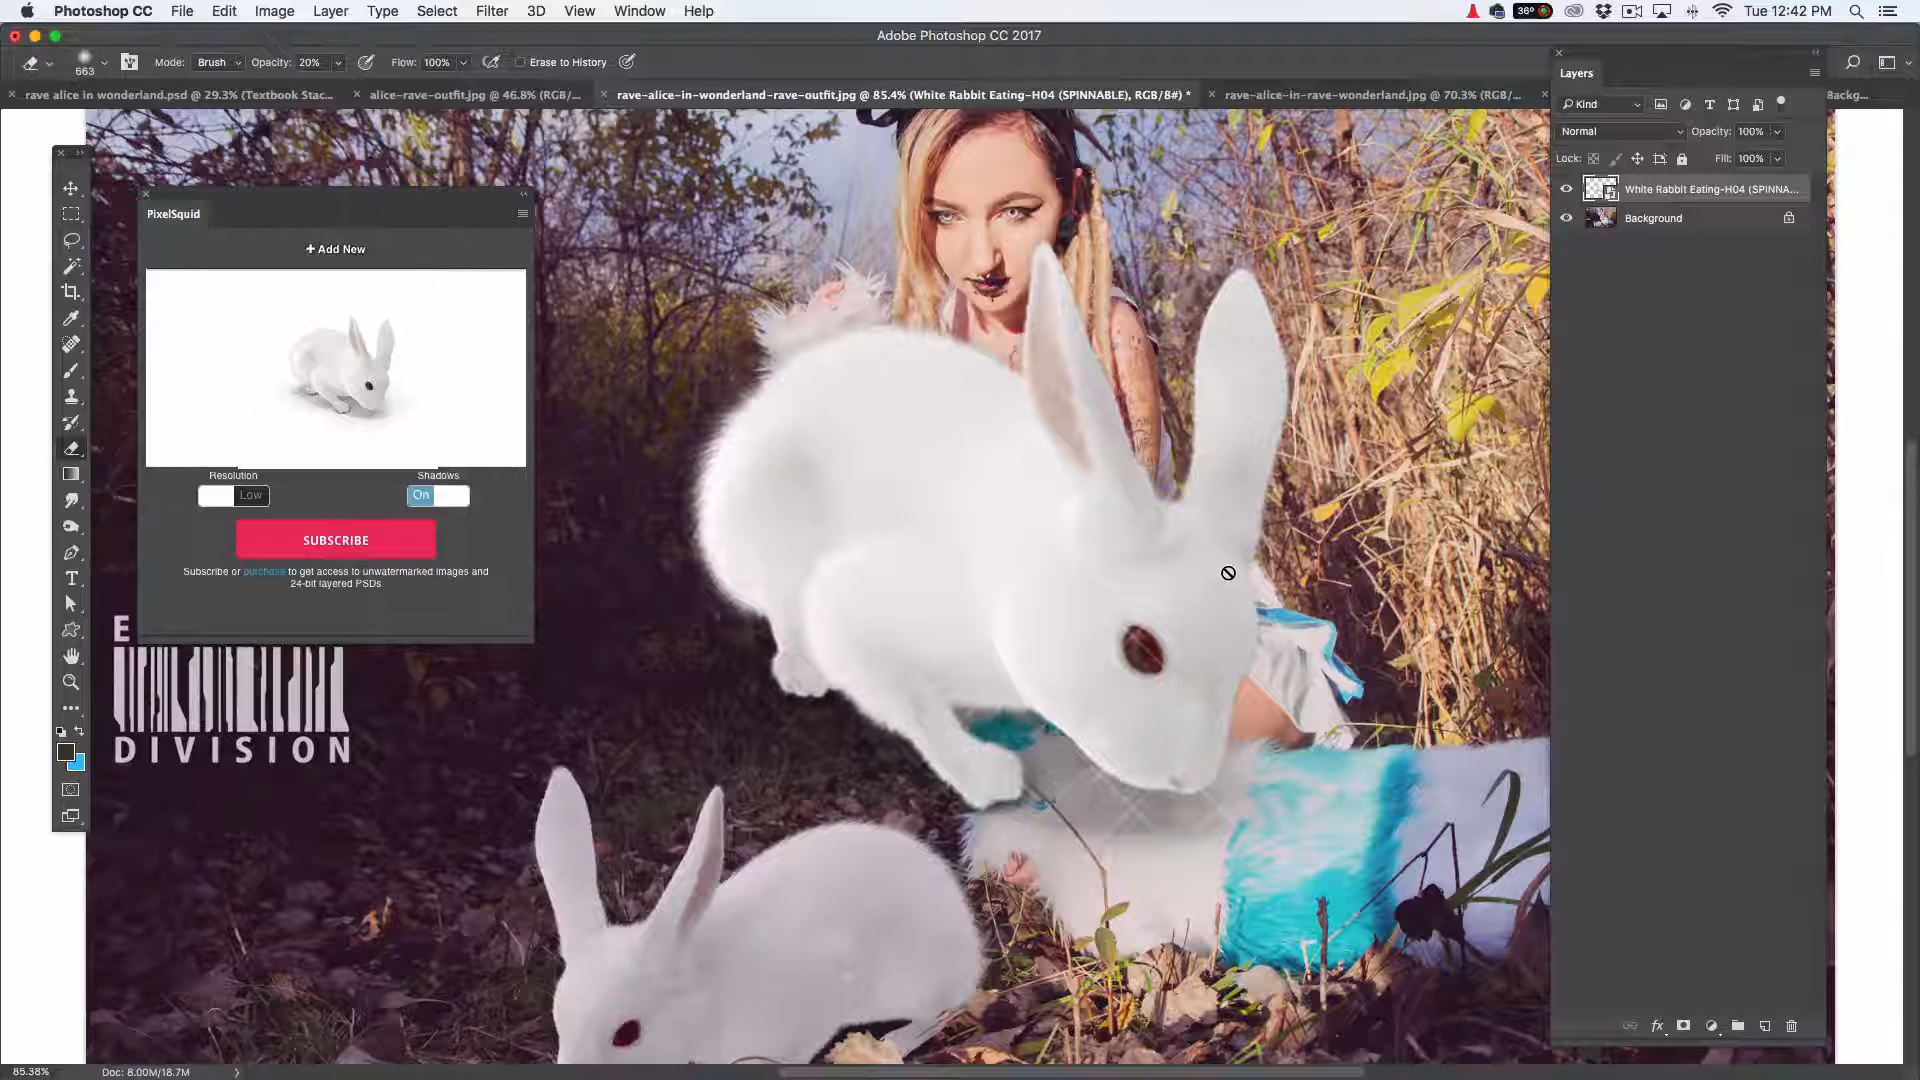 Photoshop CC File Edit Image Layer Type Select Filter 3D View Window Help 36° Tue 12:42 PM
Adobe Photoshop CC 2017
663 Mode: Brush Opacity: 20% Flow: 100% Erase to History
rave alice in wonderland.psd @ 29.3% (Textbook Stac... alice-rave-outfit.jpg @ 46.8% (RGB/... rave-alice-in-wonderland-rave-outfit.jpg @ 85.4% (White Rabbit Eating-H04 (SPINNABLE), RGB/8#) * rave-alice-in-rave-wonderland.jpg @ 70.3% (RGB/... Backg...
Layers
Kind
Normal Opacity: 100%
Lock: Fill: 100%
White Rabbit Eating-H04 (SPINNA...
Background
PixelSquid
+ Add New
Resolution Shadows
Low On
SUBSCRIBE
Subscribe or purchase to get access to unwatermarked images and
24-bit layered PSDs
E
DIVISION
85.38% Doc: 8.00M/18.7M